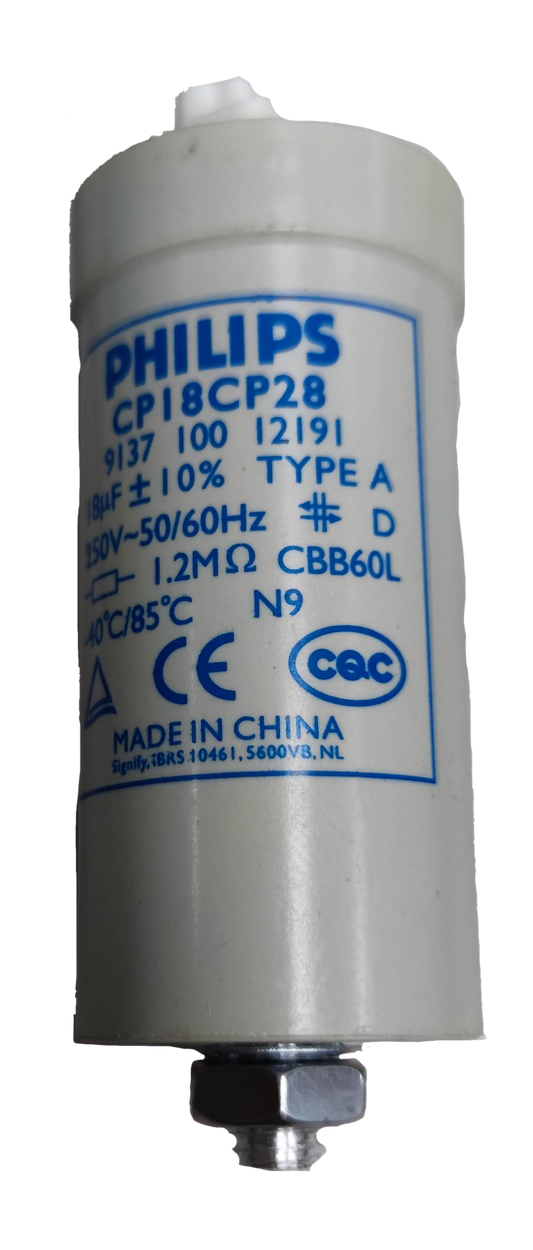 PHILIPS
CP18CP28
9137 100 12191
18µF ± 10% TYPE A
250V~50/60Hz D
1.2MΩ CBB60L
-40°C/85°C N9
CE CQC
MADE IN CHINA
Signify, IBRS 10461, 5600VB, NL